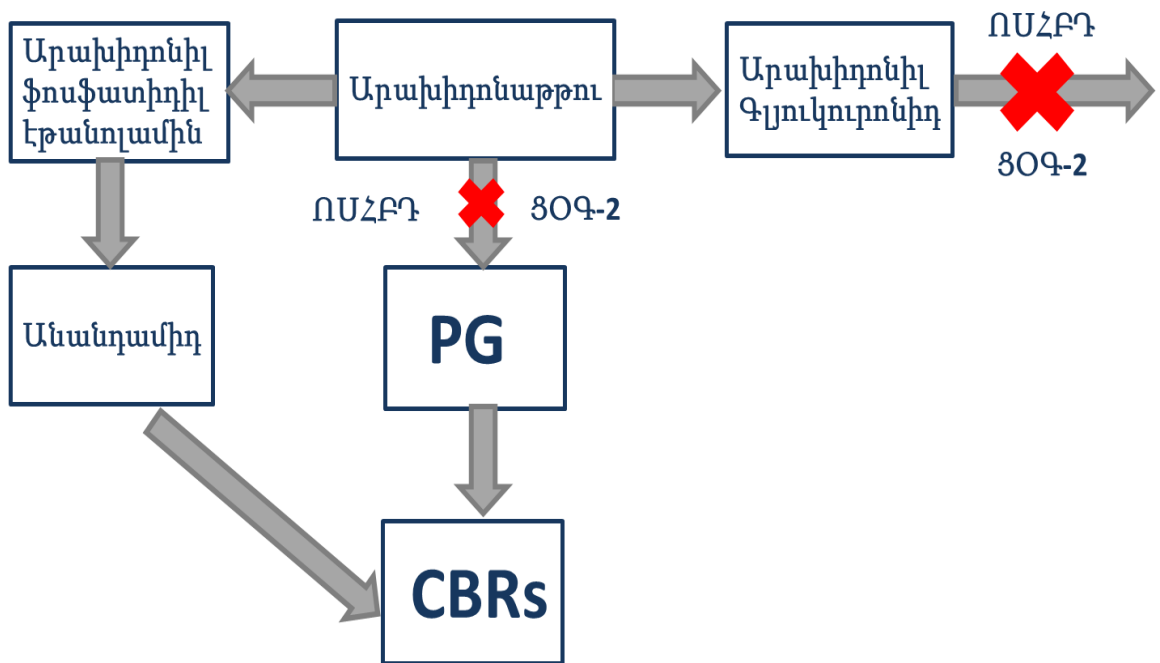 Արախիդոնիլ
ֆոսֆատիդիլ
էթանոլամին
Արախիդոնաթթու
Արախիդոնիլ
Գլյուկուրոնիդ
ՈՍՀԲԴ
ՑՕԳ-2
ՈՍՀԲԴ
ՑՕԳ-2
Անանդամիդ
PG
CBRs